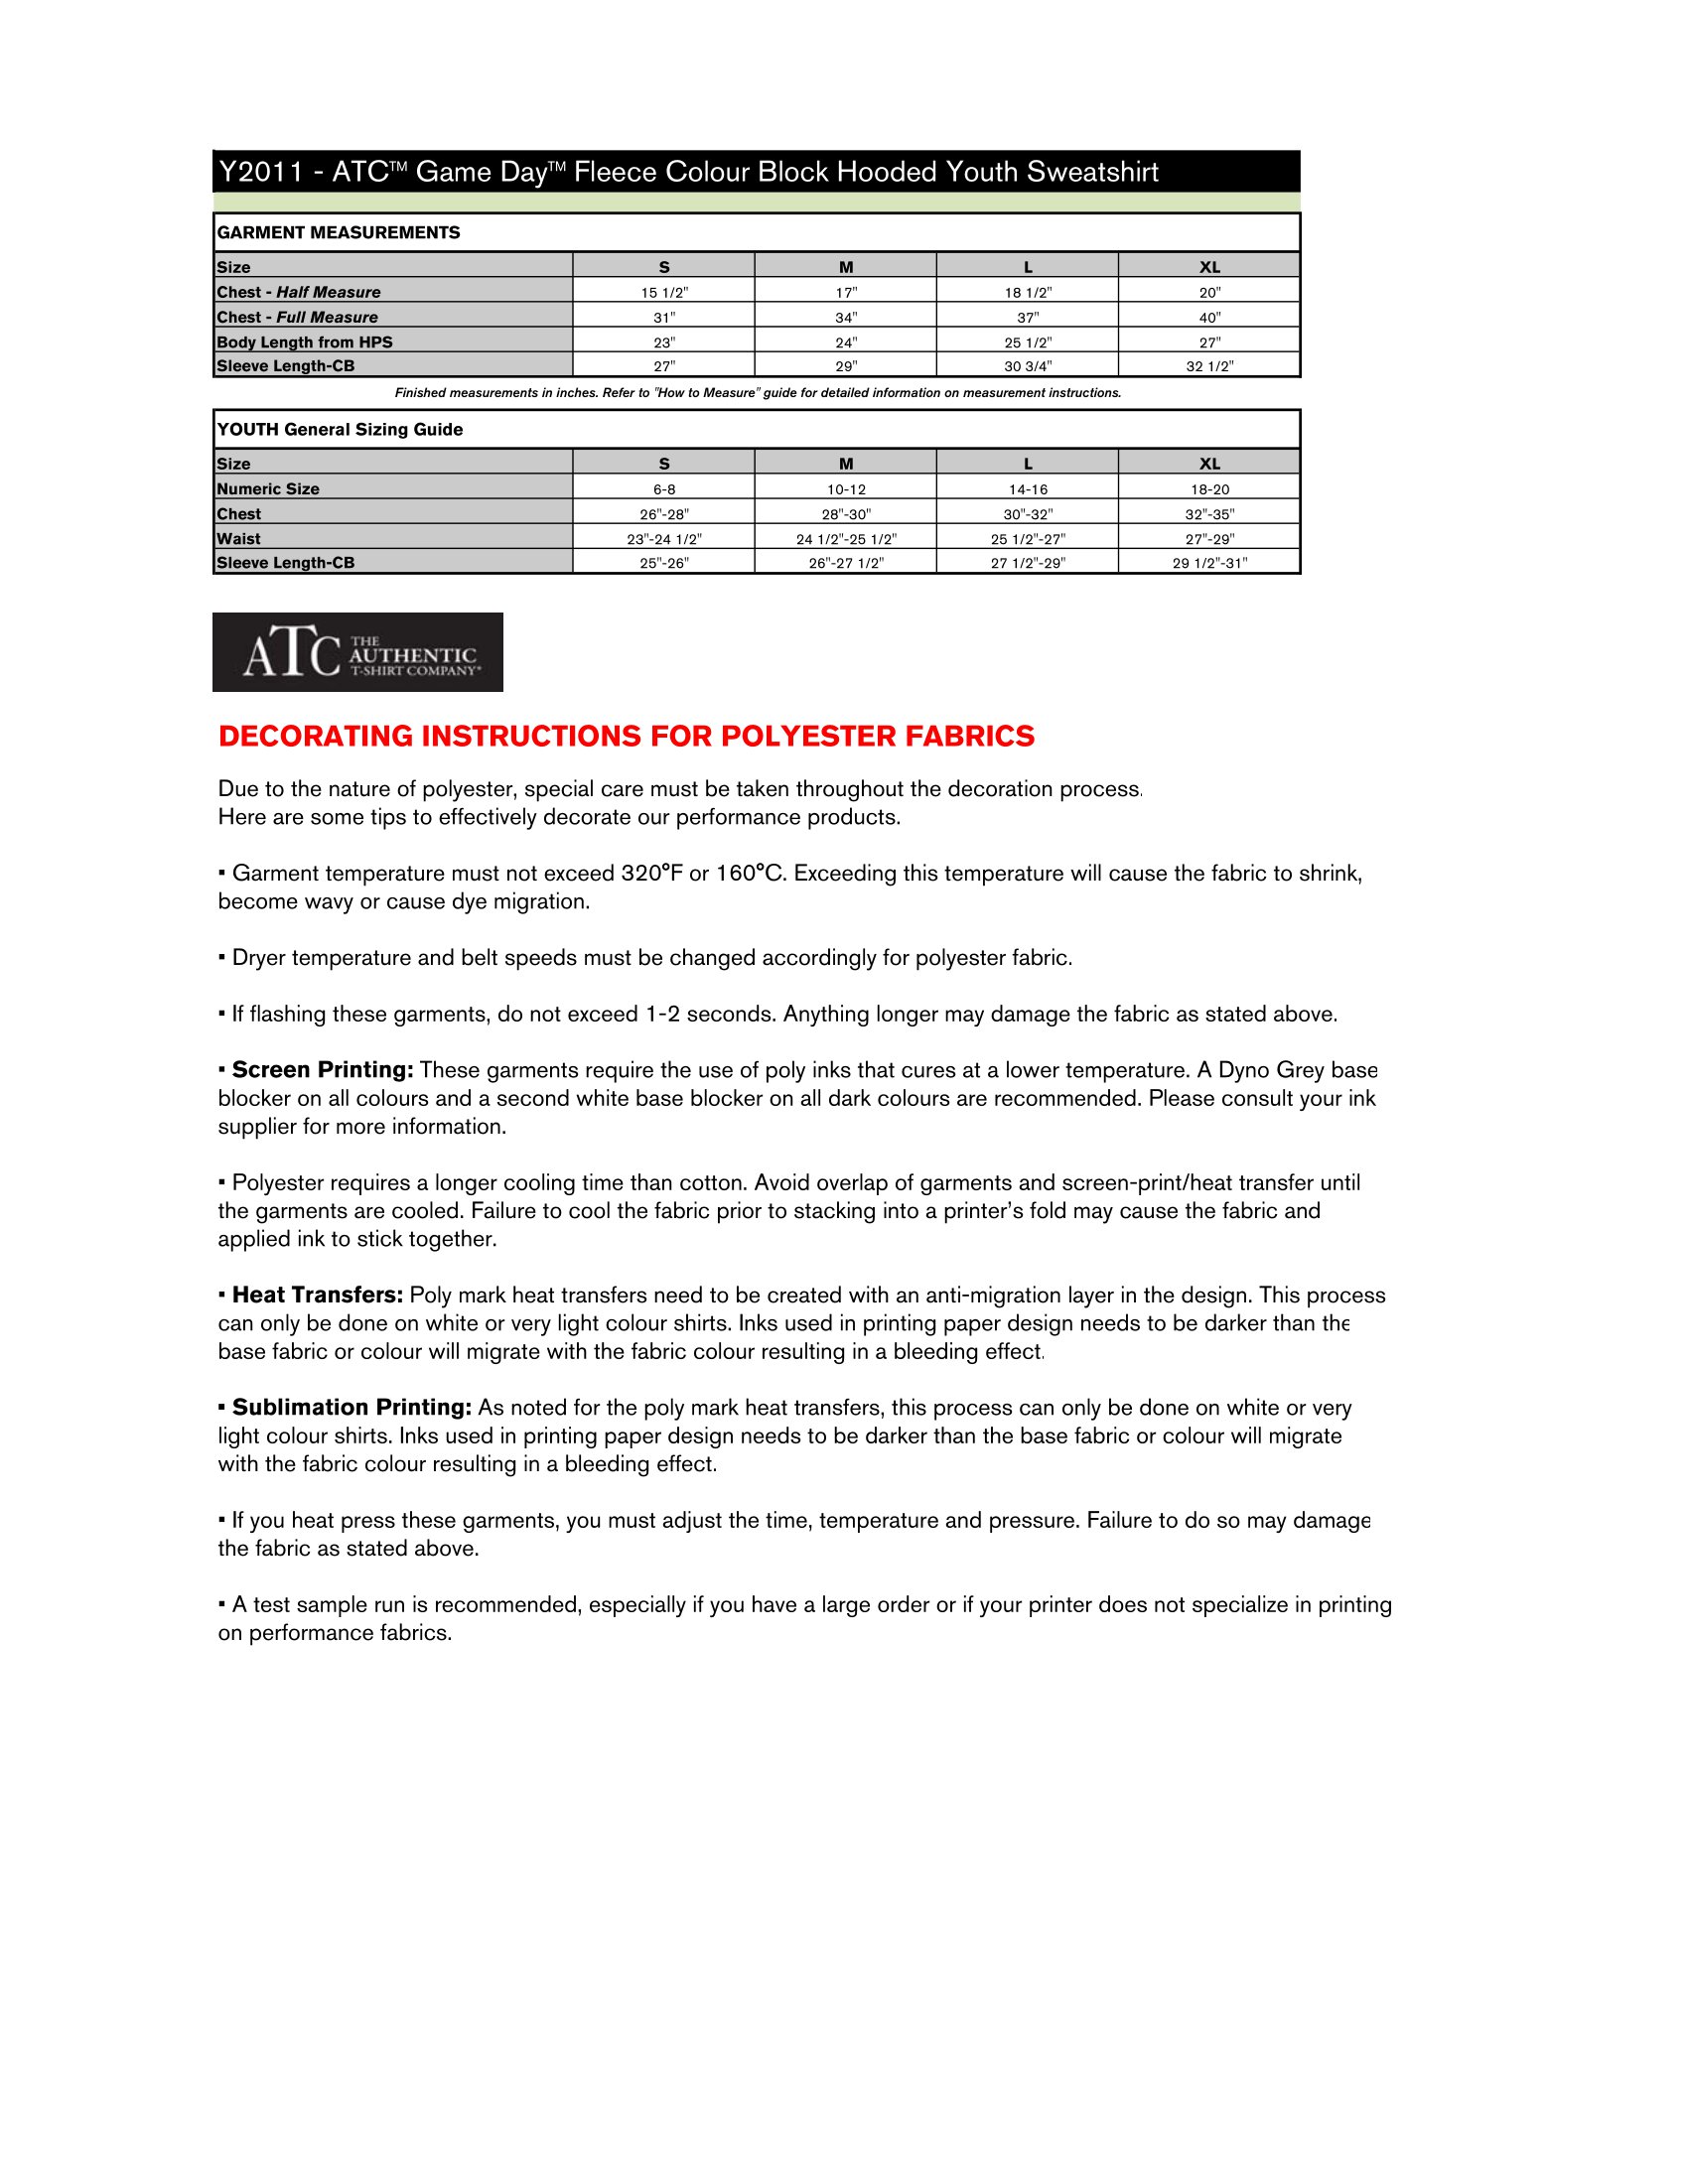 Y2011 - ATC™ Game Day™ Fleece Colour Block Hooded Youth Sweatshirt
GARMENT MEASUREMENTS
Size S M L XL
Chest - Half Measure 15 1/2" 17" 18 1/2" 20"
Chest - Full Measure 31" 34" 37" 40"
Body Length from HPS 23" 24" 25 1/2" 27"
Sleeve Length-CB 27" 29" 30 3/4" 32 1/2"
Finished measurements in inches. Refer to "How to Measure" guide for detailed information on measurement instructions.
YOUTH General Sizing Guide
Size S M L XL
Numeric Size 6-8 10-12 14-16 18-20
Chest 26"-28" 28"-30" 30"-32" 32"-35"
Waist 23"-24 1/2" 24 1/2"-25 1/2" 25 1/2"-27" 27"-29"
Sleeve Length-CB 25"-26" 26"-27 1/2" 27 1/2"-29" 29 1/2"-31"
ATC THE
AUTHENTIC
T-SHIRT COMPANY®
DECORATING INSTRUCTIONS FOR POLYESTER FABRICS
Due to the nature of polyester, special care must be taken throughout the decoration process.
Here are some tips to effectively decorate our performance products.
▪ Garment temperature must not exceed 320°F or 160°C. Exceeding this temperature will cause the fabric to shrink,
become wavy or cause dye migration.
▪ Dryer temperature and belt speeds must be changed accordingly for polyester fabric.
▪ If flashing these garments, do not exceed 1-2 seconds. Anything longer may damage the fabric as stated above.
▪ Screen Printing: These garments require the use of poly inks that cures at a lower temperature. A Dyno Grey base
blocker on all colours and a second white base blocker on all dark colours are recommended. Please consult your ink
supplier for more information.
▪ Polyester requires a longer cooling time than cotton. Avoid overlap of garments and screen-print/heat transfer until
the garments are cooled. Failure to cool the fabric prior to stacking into a printer's fold may cause the fabric and
applied ink to stick together.
▪ Heat Transfers: Poly mark heat transfers need to be created with an anti-migration layer in the design. This process
can only be done on white or very light colour shirts. Inks used in printing paper design needs to be darker than the
base fabric or colour will migrate with the fabric colour resulting in a bleeding effect.
▪ Sublimation Printing: As noted for the poly mark heat transfers, this process can only be done on white or very
light colour shirts. Inks used in printing paper design needs to be darker than the base fabric or colour will migrate
with the fabric colour resulting in a bleeding effect.
▪ If you heat press these garments, you must adjust the time, temperature and pressure. Failure to do so may damage
the fabric as stated above.
▪ A test sample run is recommended, especially if you have a large order or if your printer does not specialize in printing
on performance fabrics.